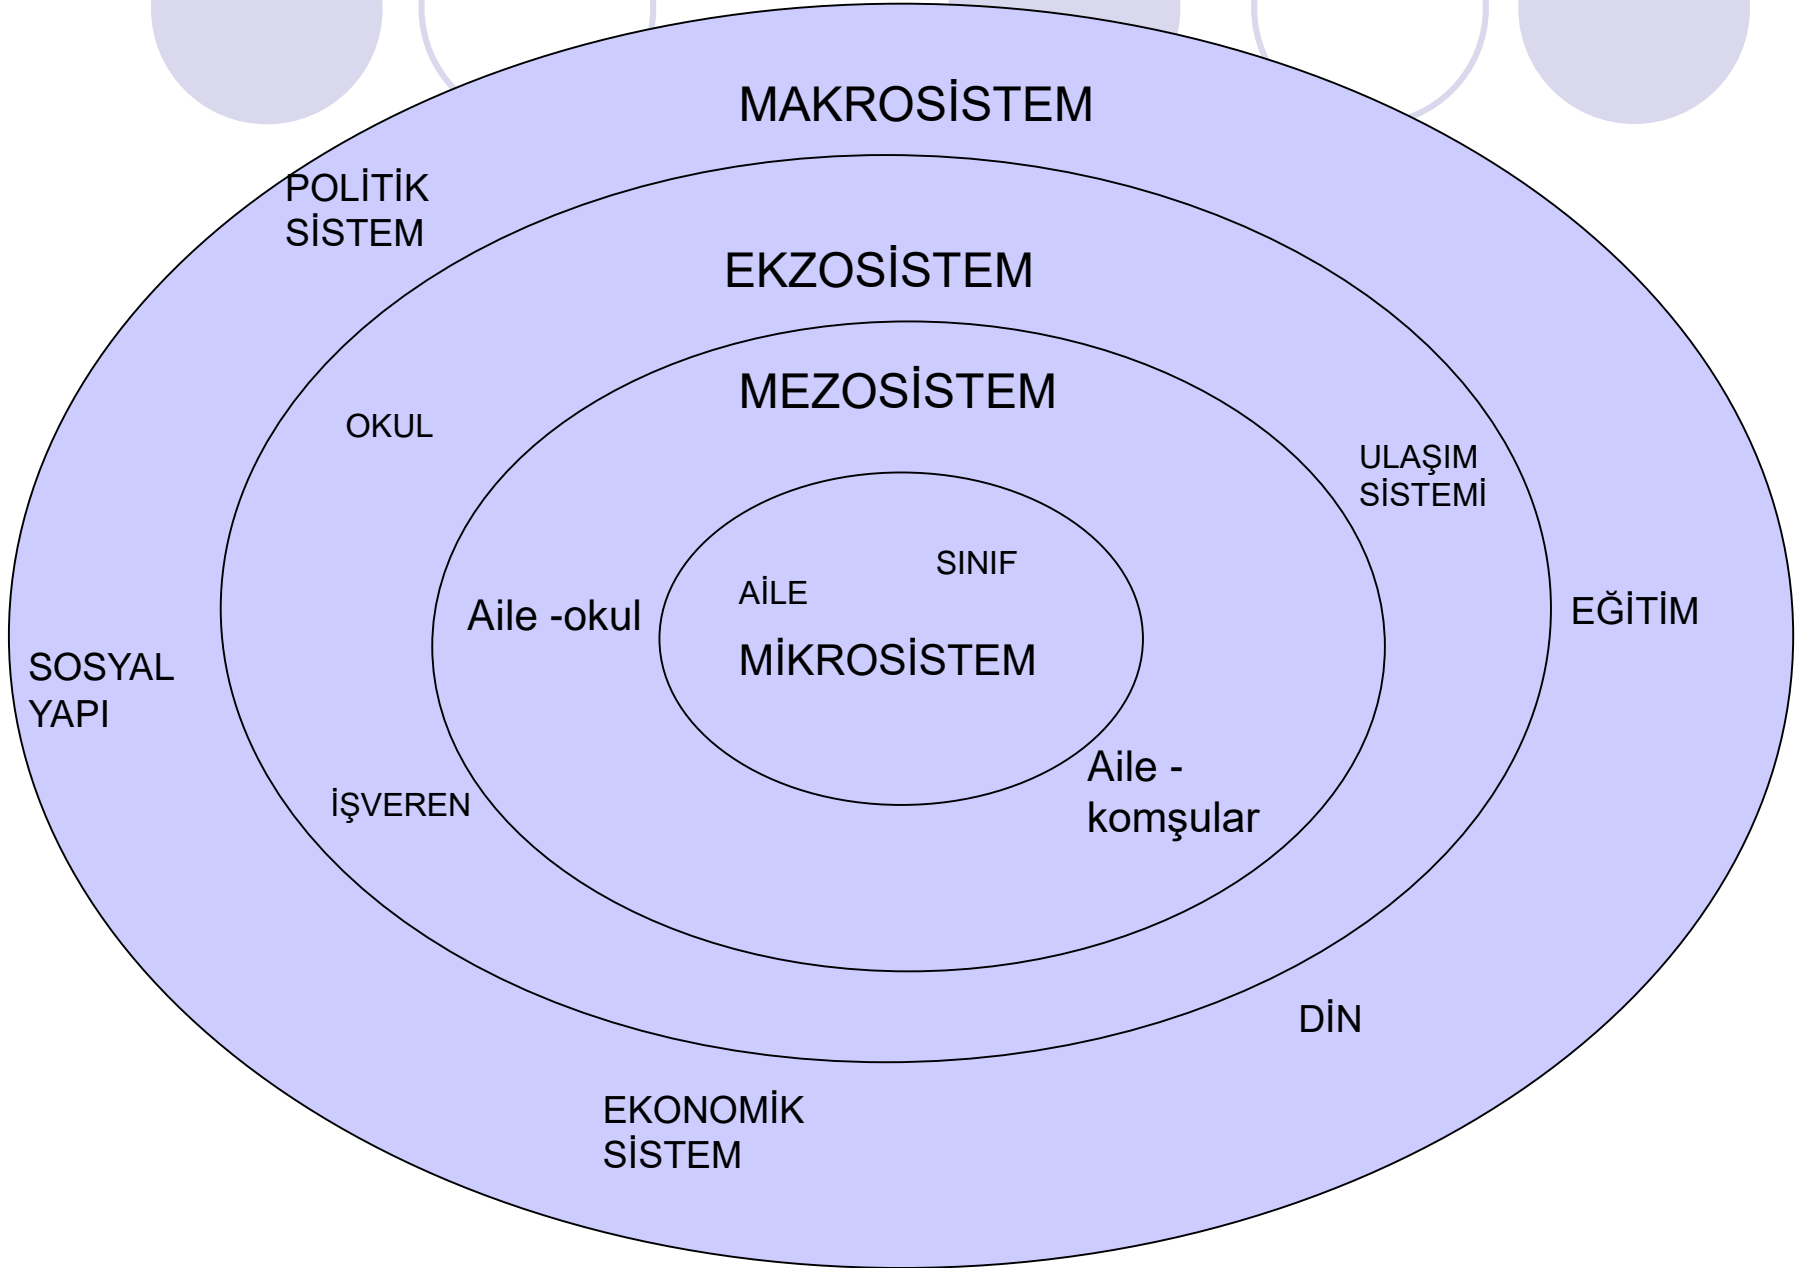 MAKROSİSTEM
POLİTİK
SİSTEM
EKZOSİSTEM
MEZOSİSTEM
OKUL
ULAŞIM
SİSTEMİ
SINIF
AİLE
Aile -okul
EĞİTİM
MİKROSİSTEM
SOSYAL
YAPI
Aile -
komşular
İŞVEREN
DİN
EKONOMİK
SİSTEM